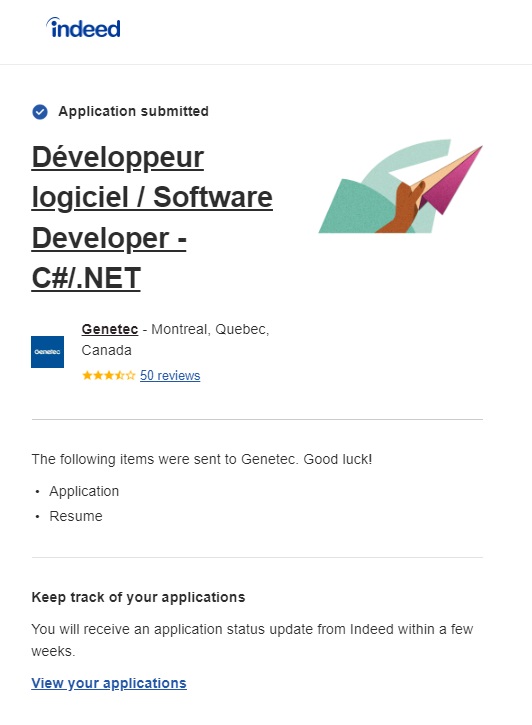 indeed
Application submitted
Développeur
logiciel / Software
Developer -
C#/.NET
Genetec - Montreal, Quebec,
Canada
Genetec
50 reviews
The following items were sent to Genetec. Good luck!
• Application
• Resume
Keep track of your applications
You will receive an application status update from Indeed within a few
weeks.
View your applications